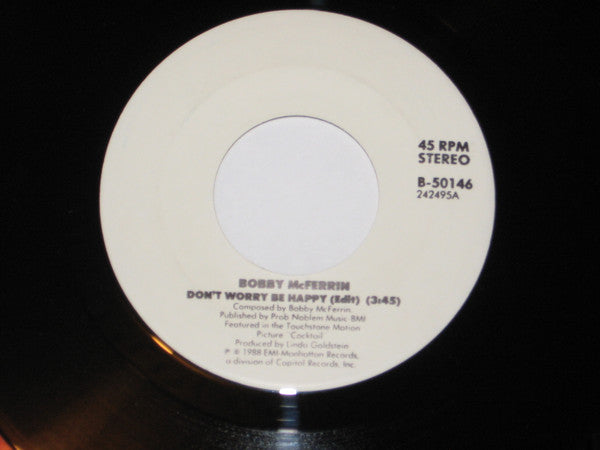 45 RPM
STEREO
B-50146
242495A
BOBBY McFERRIN
DON'T WORRY BE HAPPY (Edit) (3:45)
Composed by Bobby McFerrin
Published by Prob Noblem Music BMI
Featured in the Touchstone Motion
Picture Cocktail
Produced by Linda Goldstein
℗ © 1988 EMI-Manhattan Records,
a division of Capitol Records, Inc.